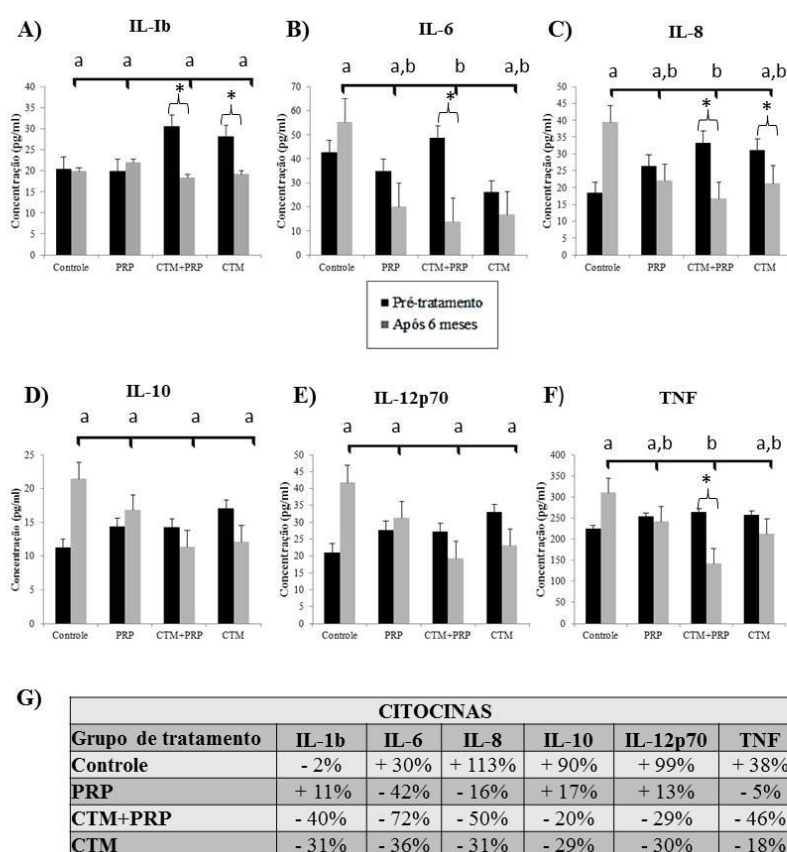 A) IL-Ib
a a a a
* *
Concentração (pg/ml)
40
35
30
25
20
15
10
5
0
Controle PRP CTM+PRP CTM
B) IL-6
a a,b b a,b
*
Concentração (pg/ml)
70
60
50
40
30
20
10
0
Controle PRP CTM+PRP CTM
C) IL-8
a a,b b a,b
* *
Concentração (pg/ml)
50
45
40
35
30
25
20
15
10
5
0
Controle PRP CTM+PRP CTM
Pré-tratamento
Após 6 meses
D) IL-10
a a a a
Concentração (pg/ml)
25
20
15
10
5
0
Controle PRP CTM+PRP CTM
E) IL-12p70
a a a a
Concentração (pg/ml)
50
45
40
35
30
25
20
15
10
5
0
Controle PRP CTM+PRP CTM
F) TNF
a a,b b a,b
*
Concentração (pg/ml)
400
350
300
250
200
150
100
50
0
Controle PRP CTM+PRP CTM
G)
CITOCINAS
Grupo de tratamento IL-1b IL-6 IL-8 IL-10 IL-12p70 TNF
Controle - 2% + 30% + 113% + 90% + 99% + 38%
PRP + 11% - 42% - 16% + 17% + 13% - 5%
CTM+PRP - 40% - 72% - 50% - 20% - 29% - 46%
CTM - 31% - 36% - 31% - 29% - 30% - 18%